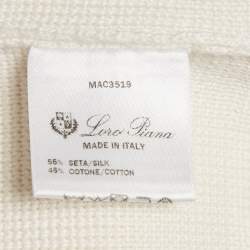 MAC3519
Loro Piana
MADE IN ITALY
55% SETA/SILK
45% COTONE/COTTON